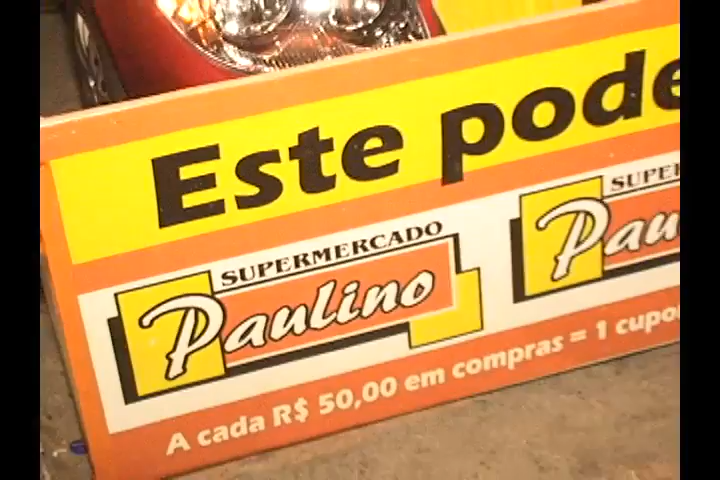 Este pode
SUPERMERCADO
Paulino
A cada R$ 50,00 em compras = 1 cupo